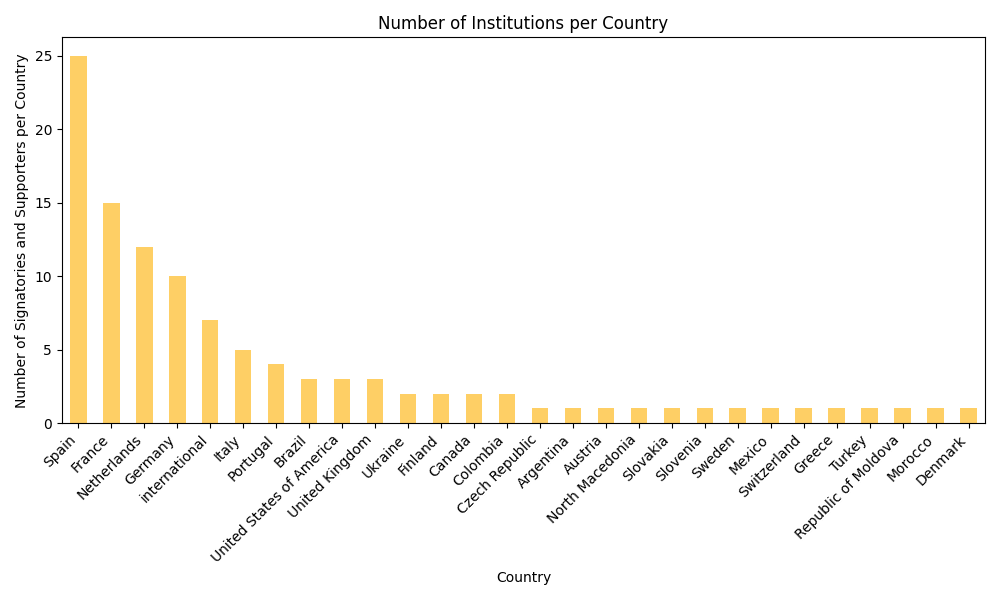 Number of Institutions per Country
Number of Signatories and Supporters per Country
25
20
15
10
5
0
Spain
France
Netherlands
Germany
international
Italy
Portugal
Brazil
United States of America
United Kingdom
Ukraine
Finland
Canada
Colombia
Czech Republic
Argentina
Austria
North Macedonia
Slovakia
Slovenia
Sweden
Mexico
Switzerland
Greece
Turkey
Republic of Moldova
Morocco
Denmark
Country